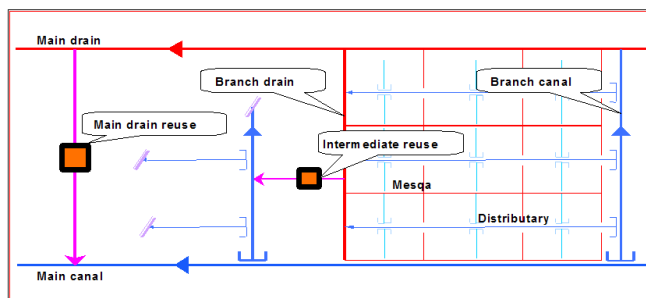 Main drain
Branch drain
Branch canal
Main drain reuse
Intermediate reuse
Mesqa
Distributary
Main canal